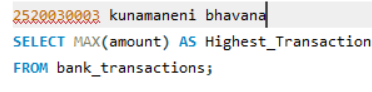 2520030003 kunamaneni bhavana
SELECT MAX(amount) AS Highest_Transaction
FROM bank_transactions;